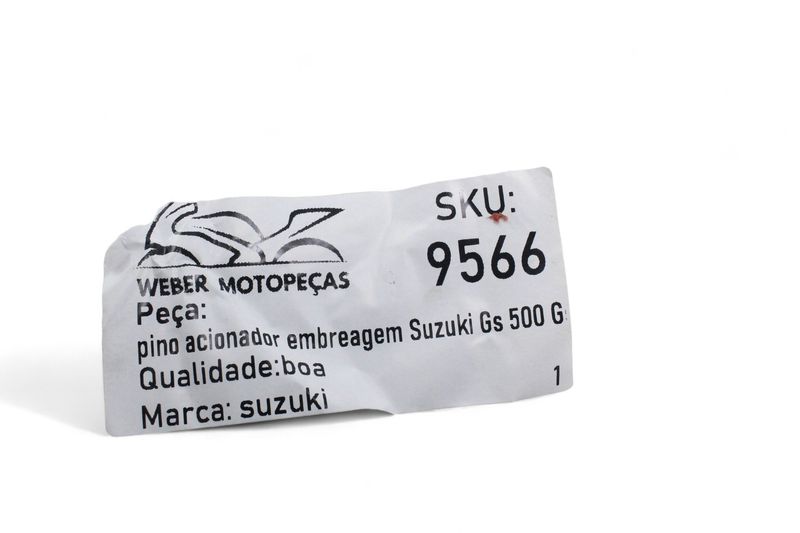 WEBER MOTOPEÇAS
SKU:
9566
Peça:
pino acionador embreagem Suzuki Gs 500 G
Qualidade:boa
Marca: suzuki
1